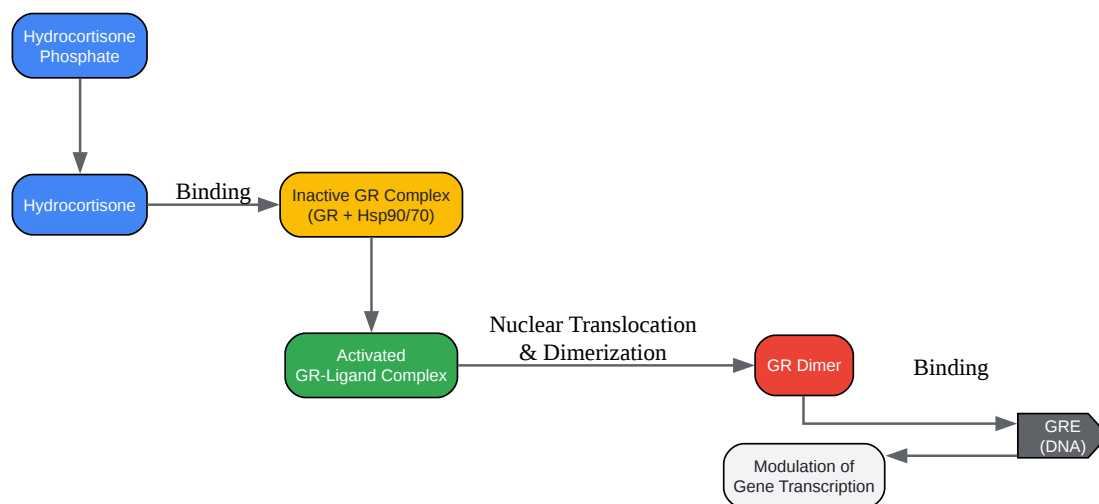 Hydrocortisone
Phosphate
Hydrocortisone
Binding
Inactive GR Complex
(GR + Hsp90/70)
Activated
GR-Ligand Complex
Nuclear Translocation
& Dimerization
GR Dimer
Binding
GRE
(DNA)
Modulation of
Gene Transcription